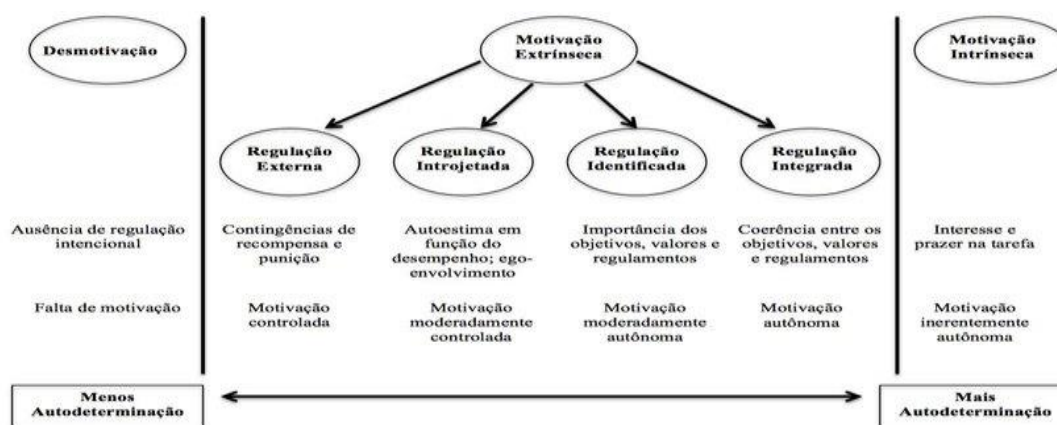 Desmotivação
Motivação
Extrínseca
Motivação
Intrínseca
Regulação
Externa
Regulação
Introjetada
Regulação
Identificada
Regulação
Integrada
Ausência de regulação
intencional
Contingências de
recompensa e
punição
Autoestima em
função do
desempenho; ego-
envolvimento
Importância dos
objetivos, valores e
regulamentos
Coerência entre os
objetivos, valores
e regulamentos
Interesse e
prazer na tarefa
Falta de motivação
Motivação
controlada
Motivação
moderadamente
controlada
Motivação
moderadamente
autônoma
Motivação
autônoma
Motivação
inerentemente
autônoma
Menos
Autodeterminação
Mais
Autodeterminação